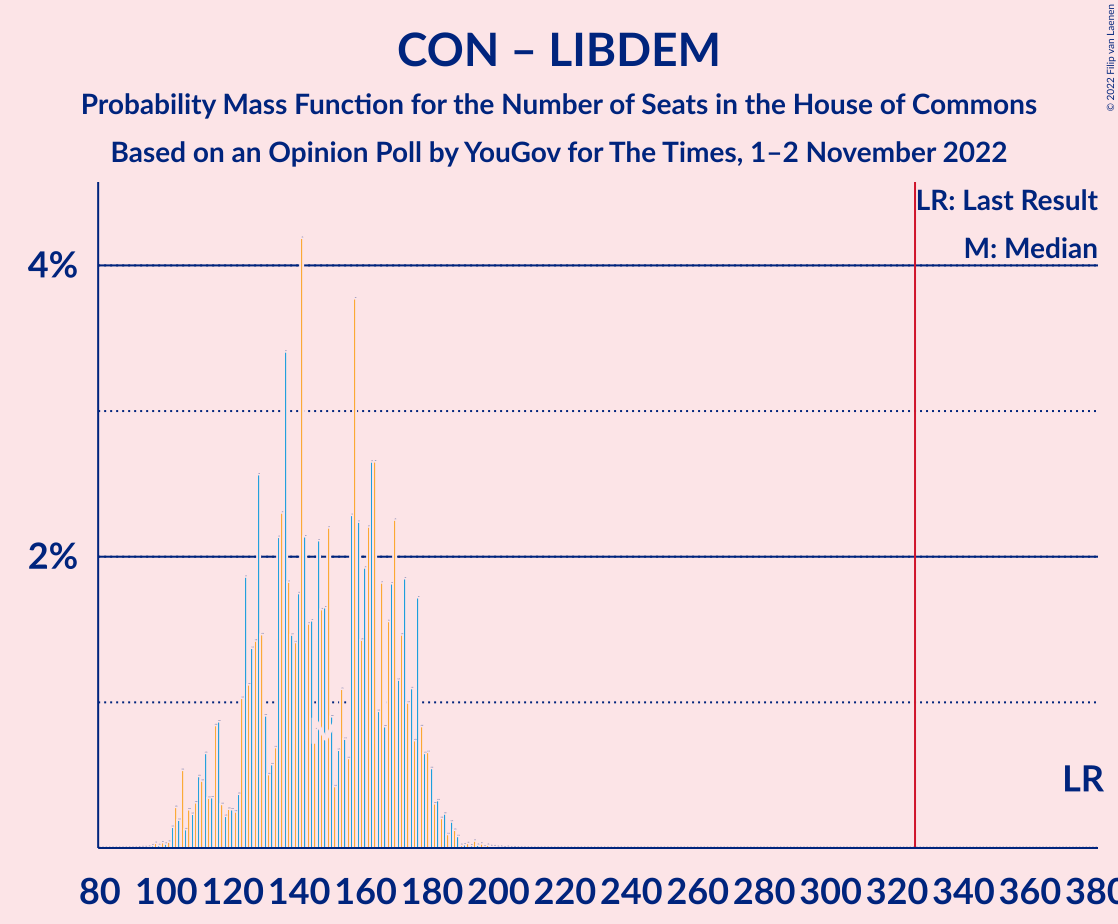 CON – LIBDEM
Probability Mass Function for the Number of Seats in the House of Commons
Based on an Opinion Poll by YouGov for The Times, 1–2 November 2022
© 2022 Filip van Laenen
LR: Last Result
M: Median
4%
2%
LR
80 100 120 140 160 180 200 220 240 260 280 300 320 340 360 380